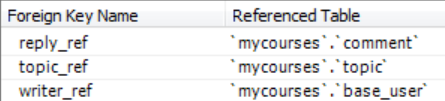 Foreign Key Name Referenced Table
reply_ref `mycourses`.`comment`
topic_ref `mycourses`.`topic`
writer_ref `mycourses`.`base_user`